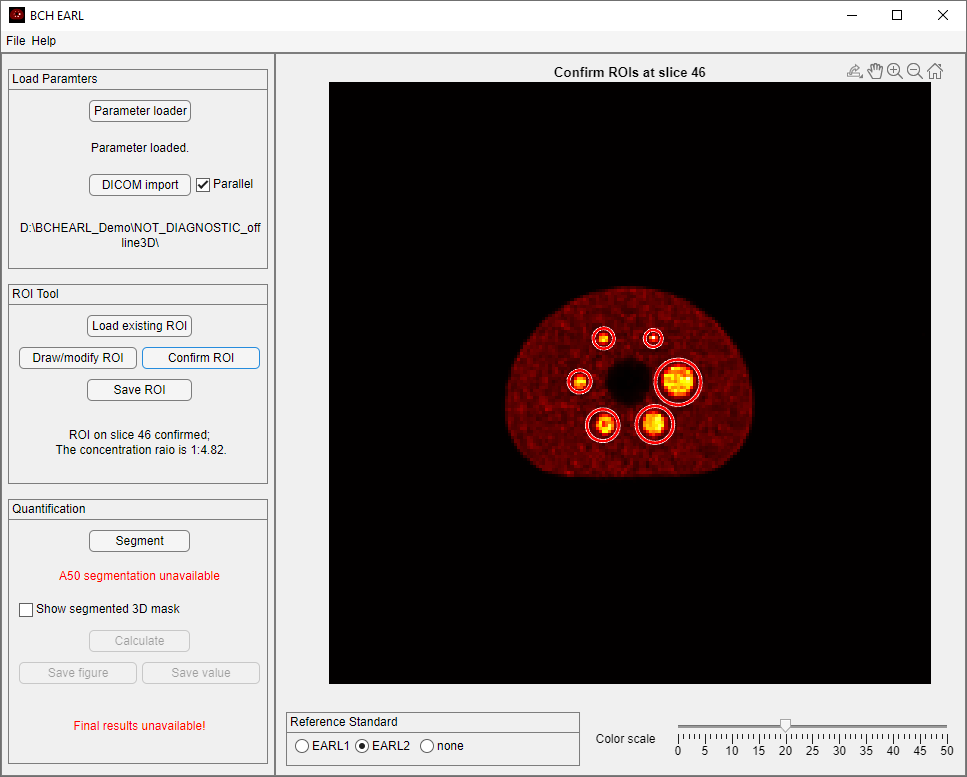 BCH EARL
File Help
Load Paramters
Parameter loader
Parameter loaded.
DICOM import
Parallel
D:\BCHEARL_Demo\NOT_DIAGNOSTIC_off
line3D\
ROI Tool
Load existing ROI
Draw/modify ROI
Confirm ROI
Save ROI
ROI on slice 46 confirmed;
The concentration raio is 1:4.82.
Quantification
Segment
A50 segmentation unavailable
Show segmented 3D mask
Calculate
Save figure
Save value
Final results unavailable!
Confirm ROIs at slice 46
Reference Standard
EARL1 EARL2 none
Color scale
0 5 10 15 20 25 30 35 40 45 50